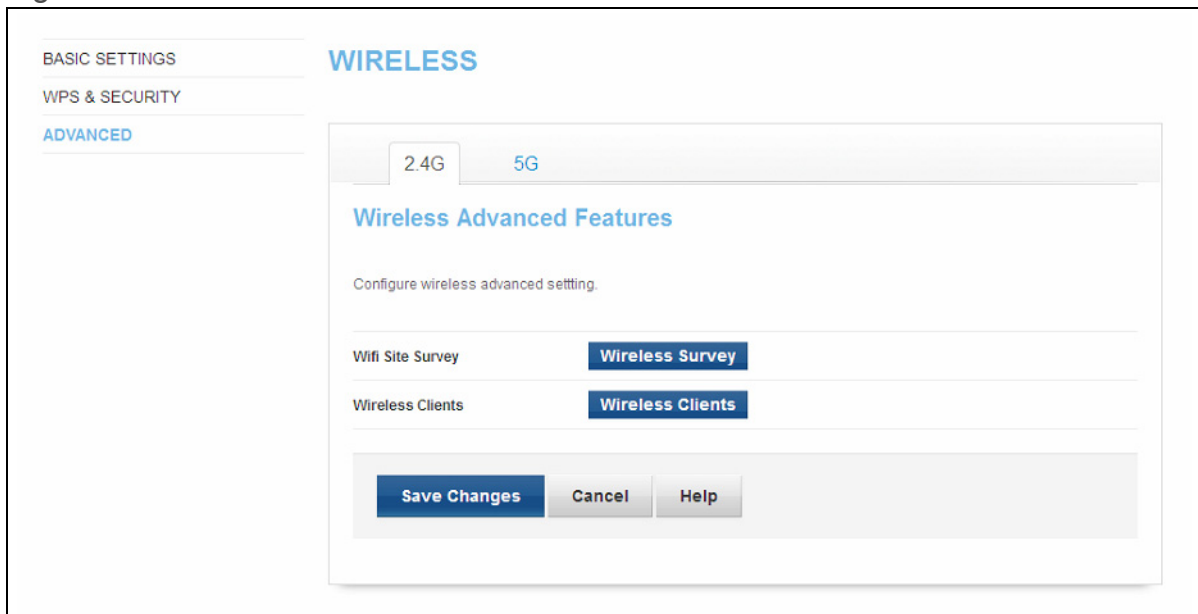 BASIC SETTINGS
WPS & SECURITY
ADVANCED
WIRELESS
2.4G 5G
Wireless Advanced Features
Configure wireless advanced settting.
Wifi Site Survey Wireless Survey
Wireless Clients Wireless Clients
Save Changes Cancel Help